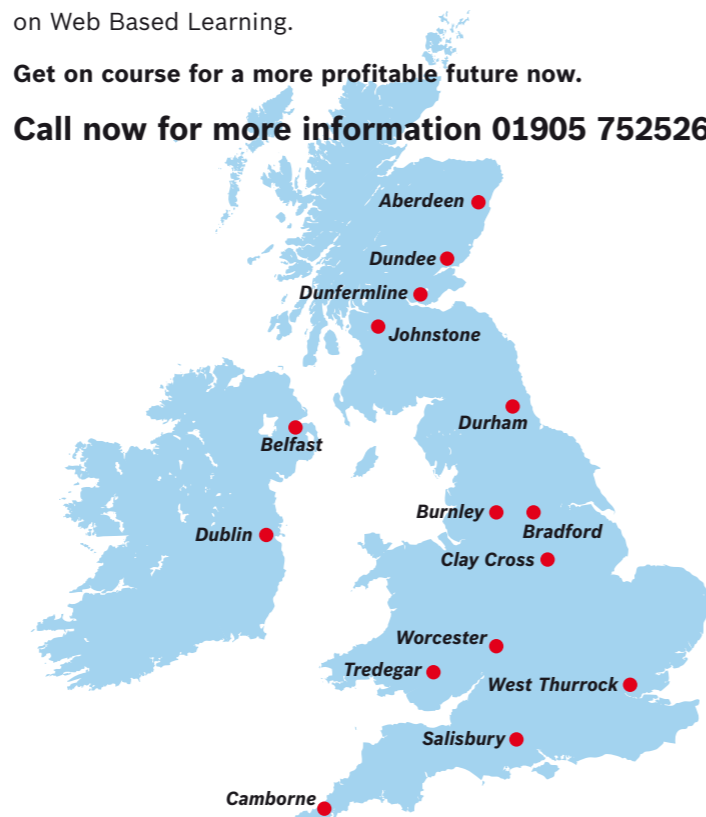 on Web Based Learning.
Get on course for a more profitable future now.
Call now for more information 01905 752526
Aberdeen
Dundee
Dunfermline
Johnstone
Durham
Belfast
Burnley
Bradford
Dublin
Clay Cross
Worcester
Tredegar
West Thurrock
Salisbury
Camborne